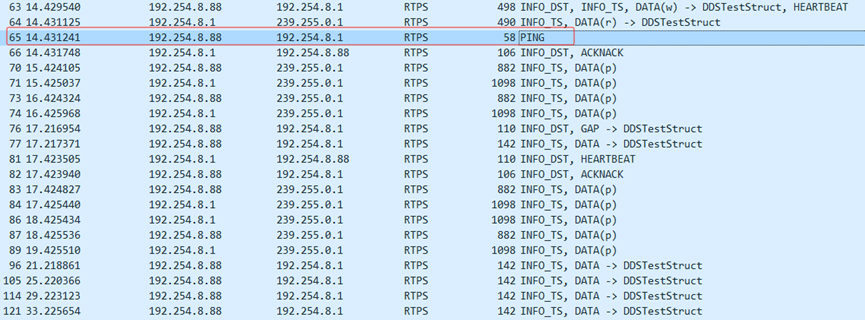 63 14.429540 192.254.8.88 192.254.8.1 RTPS 498 INFO_DST, INFO_TS, DATA(w) -> DDSTestStruct, HEARTBEAT
64 14.431125 192.254.8.1 239.255.0.1 RTPS 490 INFO_TS, DATA(r) -> DDSTestStruct
65 14.431241 192.254.8.88 192.254.8.1 RTPS 58 PING
66 14.431748 192.254.8.1 192.254.8.88 RTPS 106 INFO_DST, ACKNACK
70 15.424105 192.254.8.88 239.255.0.1 RTPS 882 INFO_TS, DATA(p)
71 15.425037 192.254.8.1 239.255.0.1 RTPS 1098 INFO_TS, DATA(p)
73 16.424324 192.254.8.88 239.255.0.1 RTPS 882 INFO_TS, DATA(p)
74 16.425968 192.254.8.1 239.255.0.1 RTPS 1098 INFO_TS, DATA(p)
76 17.216954 192.254.8.88 192.254.8.1 RTPS 110 INFO_DST, GAP -> DDSTestStruct
77 17.217371 192.254.8.88 192.254.8.1 RTPS 142 INFO_TS, DATA -> DDSTestStruct
81 17.423505 192.254.8.1 192.254.8.88 RTPS 110 INFO_DST, HEARTBEAT
82 17.423940 192.254.8.88 192.254.8.1 RTPS 106 INFO_DST, ACKNACK
83 17.424827 192.254.8.88 239.255.0.1 RTPS 882 INFO_TS, DATA(p)
84 17.425440 192.254.8.1 239.255.0.1 RTPS 1098 INFO_TS, DATA(p)
86 18.425434 192.254.8.1 239.255.0.1 RTPS 1098 INFO_TS, DATA(p)
87 18.425536 192.254.8.88 239.255.0.1 RTPS 882 INFO_TS, DATA(p)
89 19.425510 192.254.8.1 239.255.0.1 RTPS 1098 INFO_TS, DATA(p)
96 21.218861 192.254.8.88 192.254.8.1 RTPS 142 INFO_TS, DATA -> DDSTestStruct
105 25.220366 192.254.8.88 192.254.8.1 RTPS 142 INFO_TS, DATA -> DDSTestStruct
114 29.223123 192.254.8.88 192.254.8.1 RTPS 142 INFO_TS, DATA -> DDSTestStruct
121 33.225654 192.254.8.88 192.254.8.1 RTPS 142 INFO_TS, DATA -> DDSTestStruct